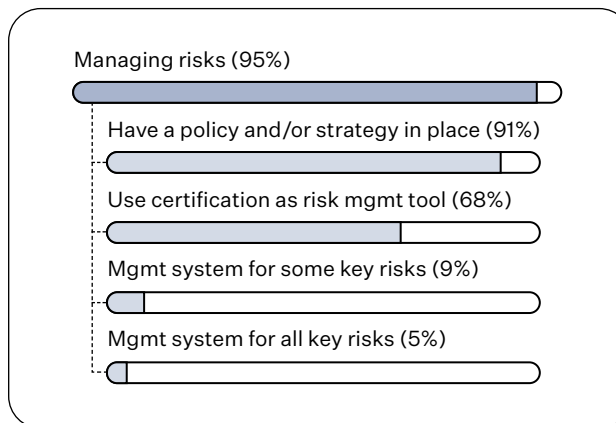 Managing risks (95%)
Have a policy and/or strategy in place (91%)
Use certification as risk mgmt tool (68%)
Mgmt system for some key risks (9%)
Mgmt system for all key risks (5%)